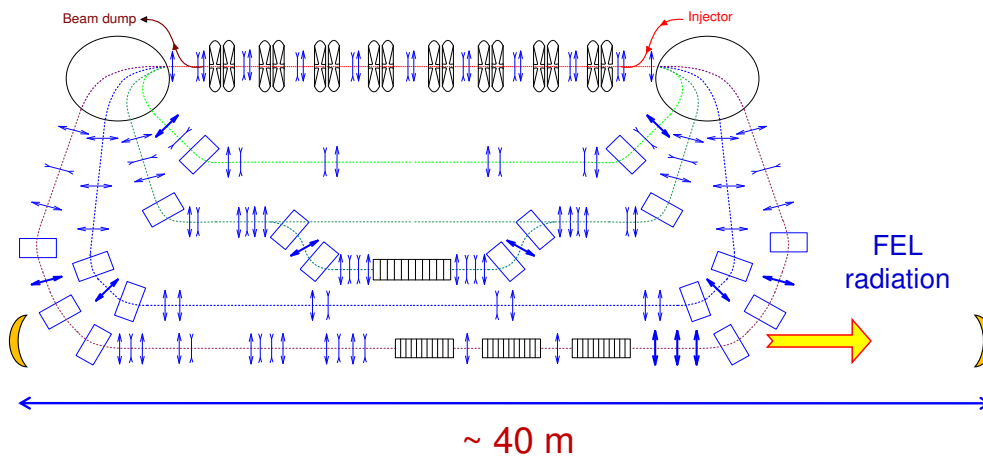 Beam dump
Injector
FEL
radiation
~ 40 m